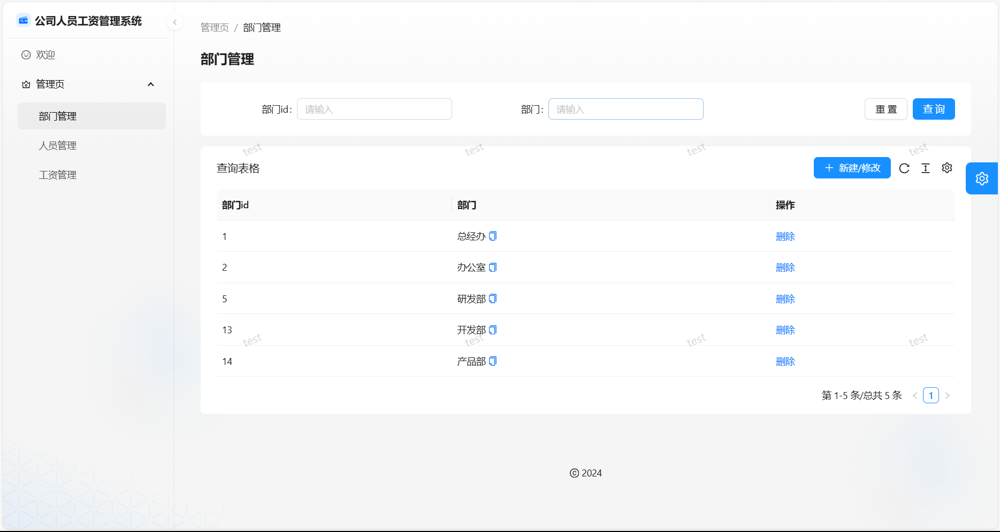 公司人员工资管理系统
欢迎
管理页
部门管理
人员管理
工资管理
管理页 / 部门管理
部门管理
部门id: 请输入 部门: 请输入 重 置 查 询
test test test test
查询表格 新建/修改
部门id 部门 操作
1 总经办 删除
2 办公室 删除
5 研发部 删除
13 开发部 删除
test test test test
14 产品部 删除
第 1-5 条/总共 5 条 < 1 >
© 2024